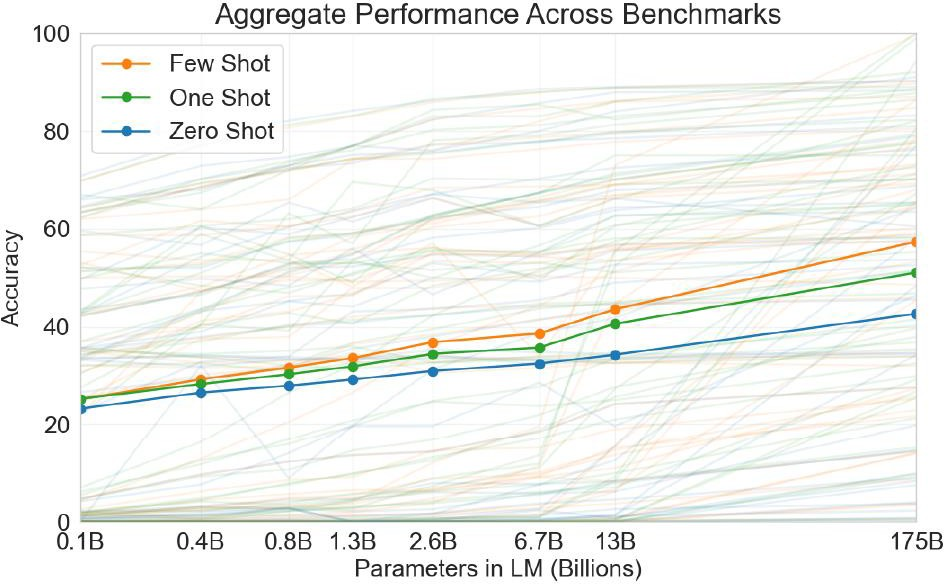 Aggregate Performance Across Benchmarks
100
80
60
40
20
0
Accuracy
Few Shot
One Shot
Zero Shot
0.1B 0.4B 0.8B 1.3B 2.6B 6.7B 13B 175B
Parameters in LM (Billions)